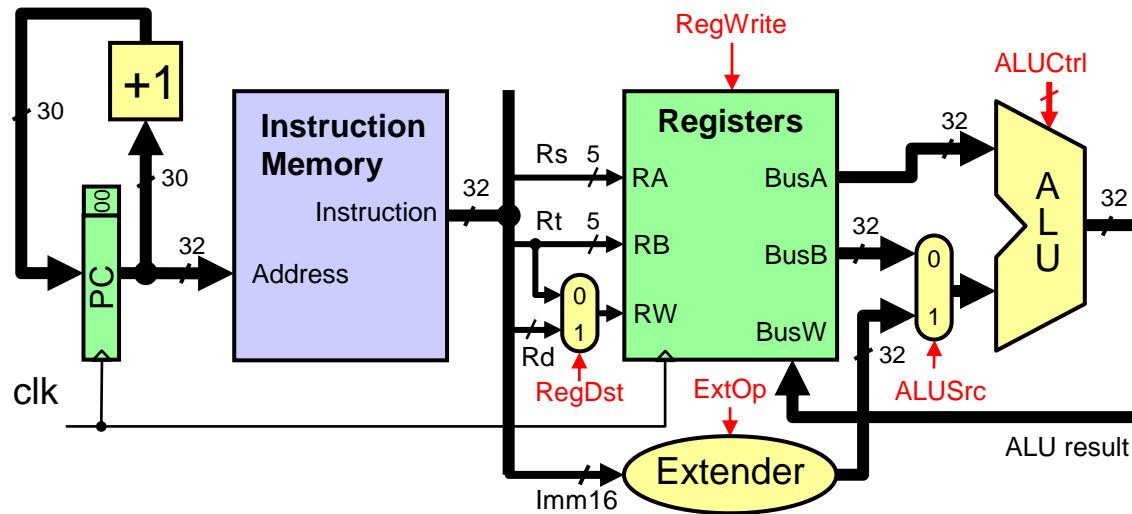 RegWrite
ALUCtrl
+1
30
30
Instruction
Memory
Instruction
Address
32
00
PC
32
clk
Rs
5
Rt
5
Rd
0
1
RegDst
Registers
RA
RB
RW
BusA
BusB
BusW
32
32
0
1
ALUSrc
32
ALU
32
ExtOp
Extender
Imm16
ALU result